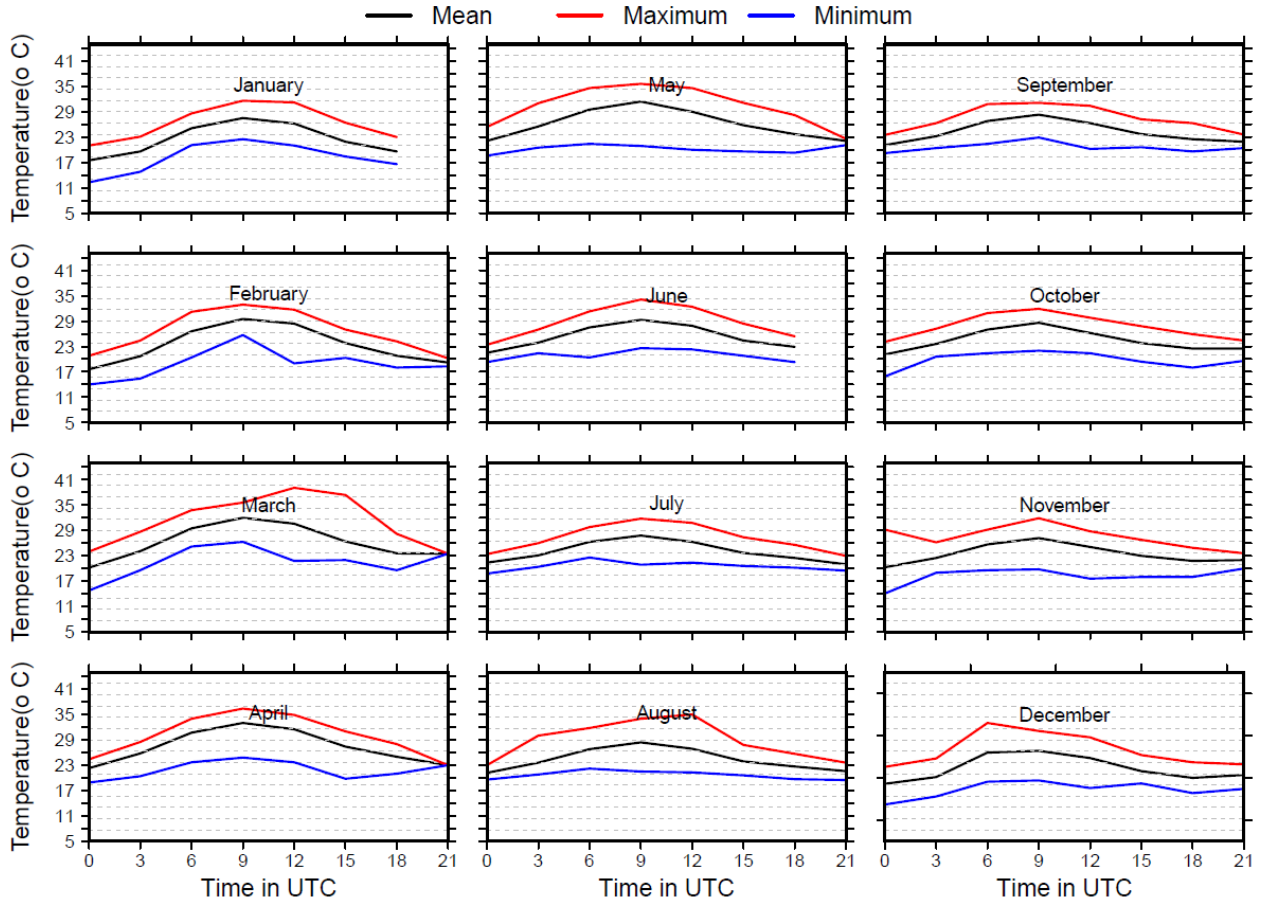 Mean Maximum Minimum
Temperature(o C)
41
35
29
23
17
11
5
January
May
September
Temperature(o C)
41
35
29
23
17
11
5
February
June
October
Temperature(o C)
41
35
29
23
17
11
5
March
July
November
Temperature(o C)
41
35
29
23
17
11
5
April
August
December
0 3 6 9 12 15 18 21
0 3 6 9 12 15 18 21
0 3 6 9 12 15 18 21
Time in UTC
Time in UTC
Time in UTC